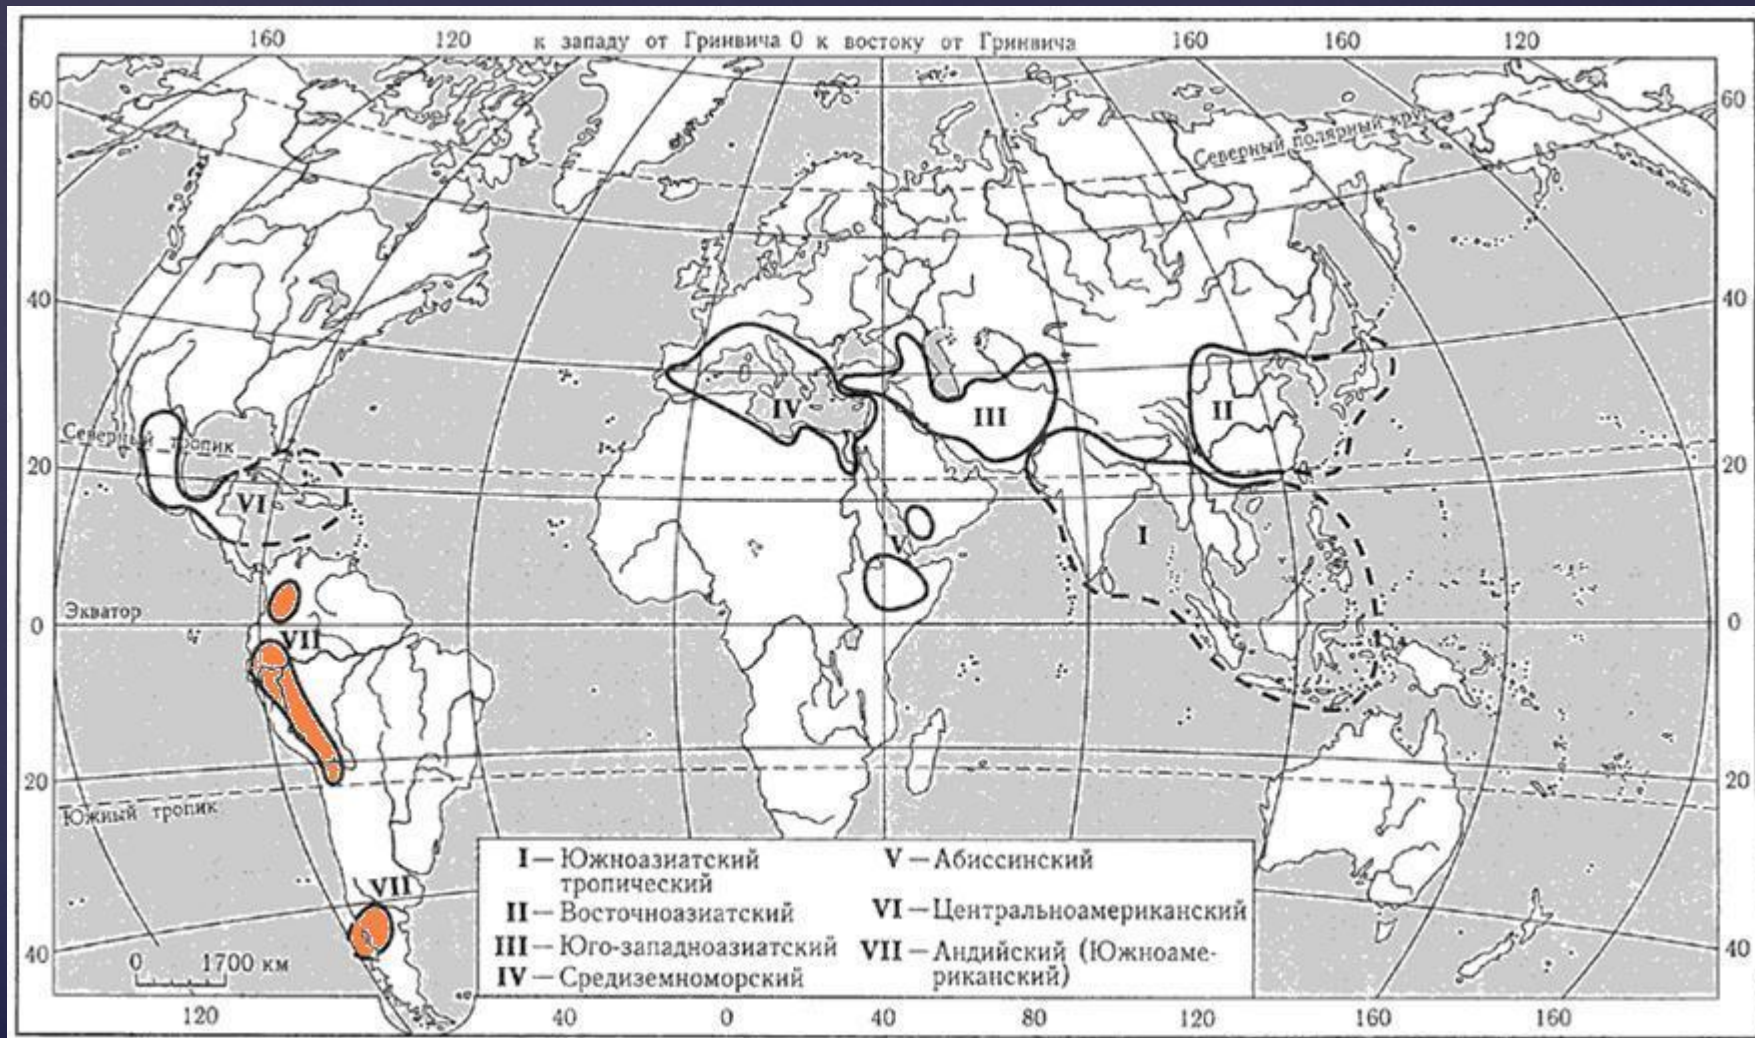 160 120 к западу от Гринвича 0 к востоку от Гринвича 160 160 120
60 60
Северный полярный кру
40 40
IV III II
Северный тропик
20 20
VI
I
V
Экватор
0 0
VII
20 20
Южный тропик
VII
40 40
0 1700 км
I — Южноазиатский
тропический
II — Восточноазиатский
III — Юго-западноазиатский
IV — Средиземноморский
V — Абиссинский
VI — Центральноамериканский
VII — Андийский (Южноаме-
риканский)
120 40 0 40 80 120 160 160